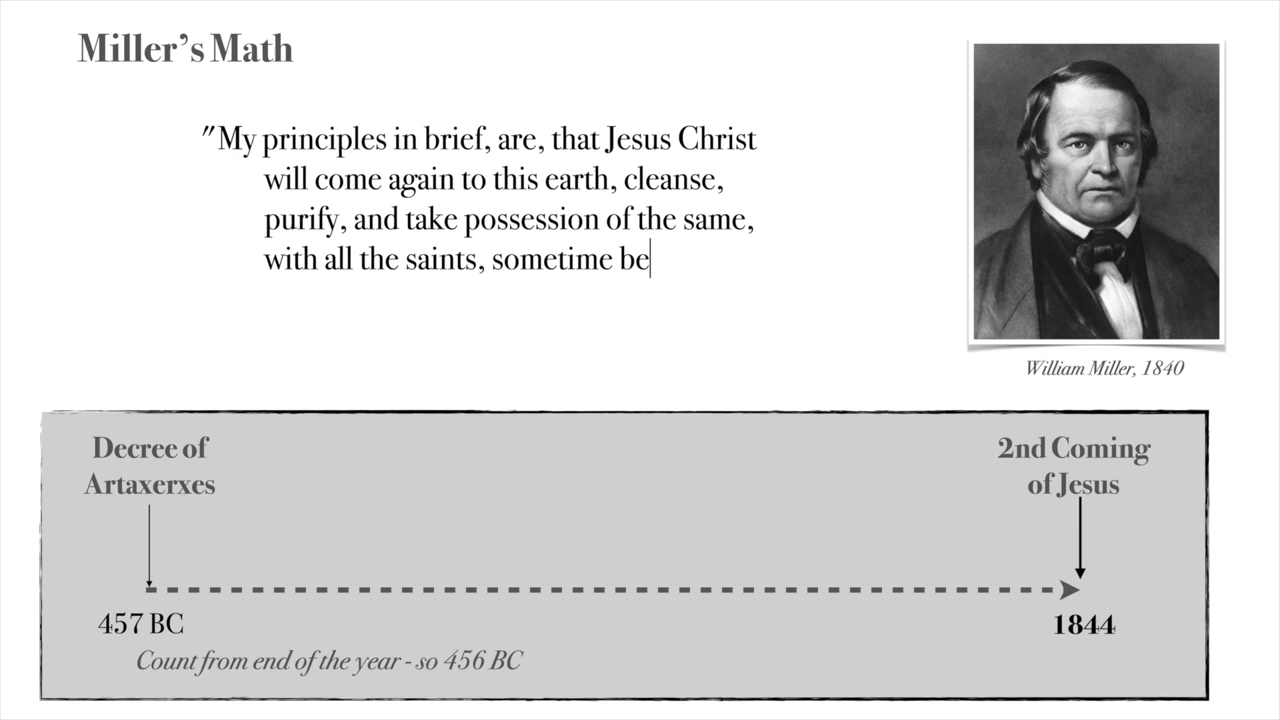 Miller's Math
"My principles in brief, are, that Jesus Christ
will come again to this earth, cleanse,
purify, and take possession of the same,
with all the saints, sometime be
William Miller, 1840
Decree of
Artaxerxes
2nd Coming
of Jesus
457 BC
1844
Count from end of the year - so 456 BC